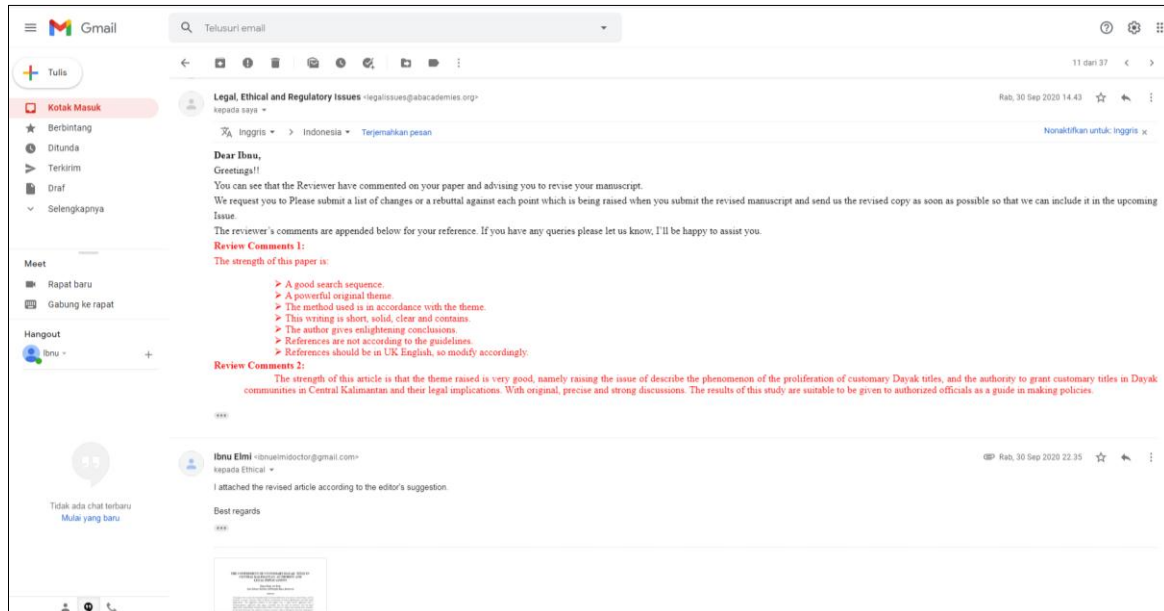 Gmail
Telusuri email
Tulis
11 dari 37
Kotak Masuk
Berbintang
Ditunda
Terkirim
Draf
Selengkapnya
Meet
Rapat baru
Gabung ke rapat
Hangout
Ibnu
Tidak ada chat terbaru
Mulai yang baru
Legal, Ethical and Regulatory Issues <legalissues@abacademies.org>
Rab, 30 Sep 2020 14.43
kepada saya
Inggris > Indonesia Terjemahkan pesan
Nonaktifkan untuk: Inggris x
Dear Ibnu,
Greetings!!
You can see that the Reviewer have commented on your paper and advising you to revise your manuscript.
We request you to Please submit a list of changes or a rebuttal against each point which is being raised when you submit the revised manuscript and send us the revised copy as soon as possible so that we can include it in the upcoming
Issue.
The reviewer's comments are appended below for your reference. If you have any queries please let us know, I'll be happy to assist you.
Review Comments 1:
The strength of this paper is:
➢ A good search sequence.
➢ A powerful original theme.
➢ The method used is in accordance with the theme.
➢ This writing is short, solid, clear and contains.
➢ The author gives enlightening conclusions.
➢ References are not according to the guidelines.
➢ References should be in UK English, so modify accordingly.
Review Comments 2:
The strength of this article is that the theme raised is very good, namely raising the issue of describe the phenomenon of the proliferation of customary Dayak titles, and the authority to grant customary titles in Dayak
communities in Central Kalimantan and their legal implications. With original, precise and strong discussions. The results of this study are suitable to be given to authorized officials as a guide in making policies.
Ibnu Elmi <ibnuelmidoctor@gmail.com>
Rab, 30 Sep 2020 22.35
kepada Ethical
I attached the revised article according to the editor's suggestion.
Best regards